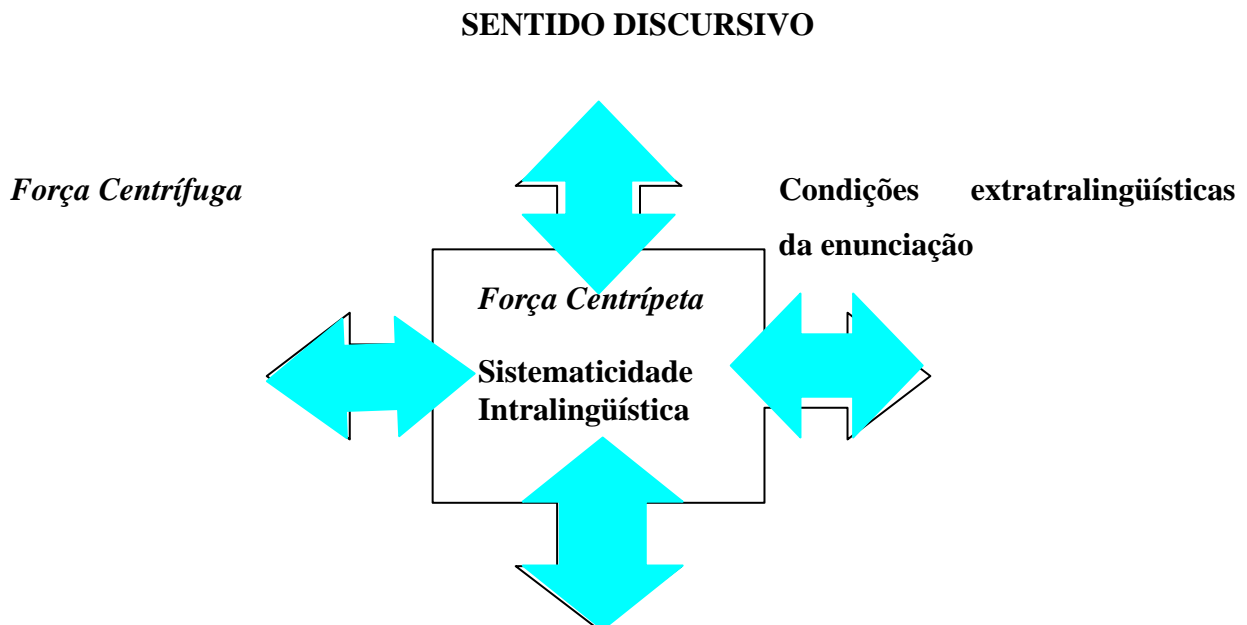 SENTIDO DISCURSIVO
Força Centrífuga
Condições extratralingüísticas
da enunciação
Força Centrípeta
Sistematicidade
Intralingüística